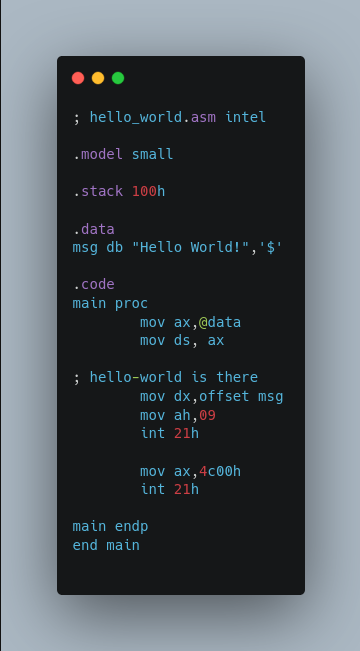 ; hello_world.asm intel
.model small
.stack 100h
.data
msg db "Hello World!",'$'
.code
main proc
mov ax,@data
mov ds, ax
; hello-world is there
mov dx,offset msg
mov ah,09
int 21h
mov ax,4c00h
int 21h
main endp
end main